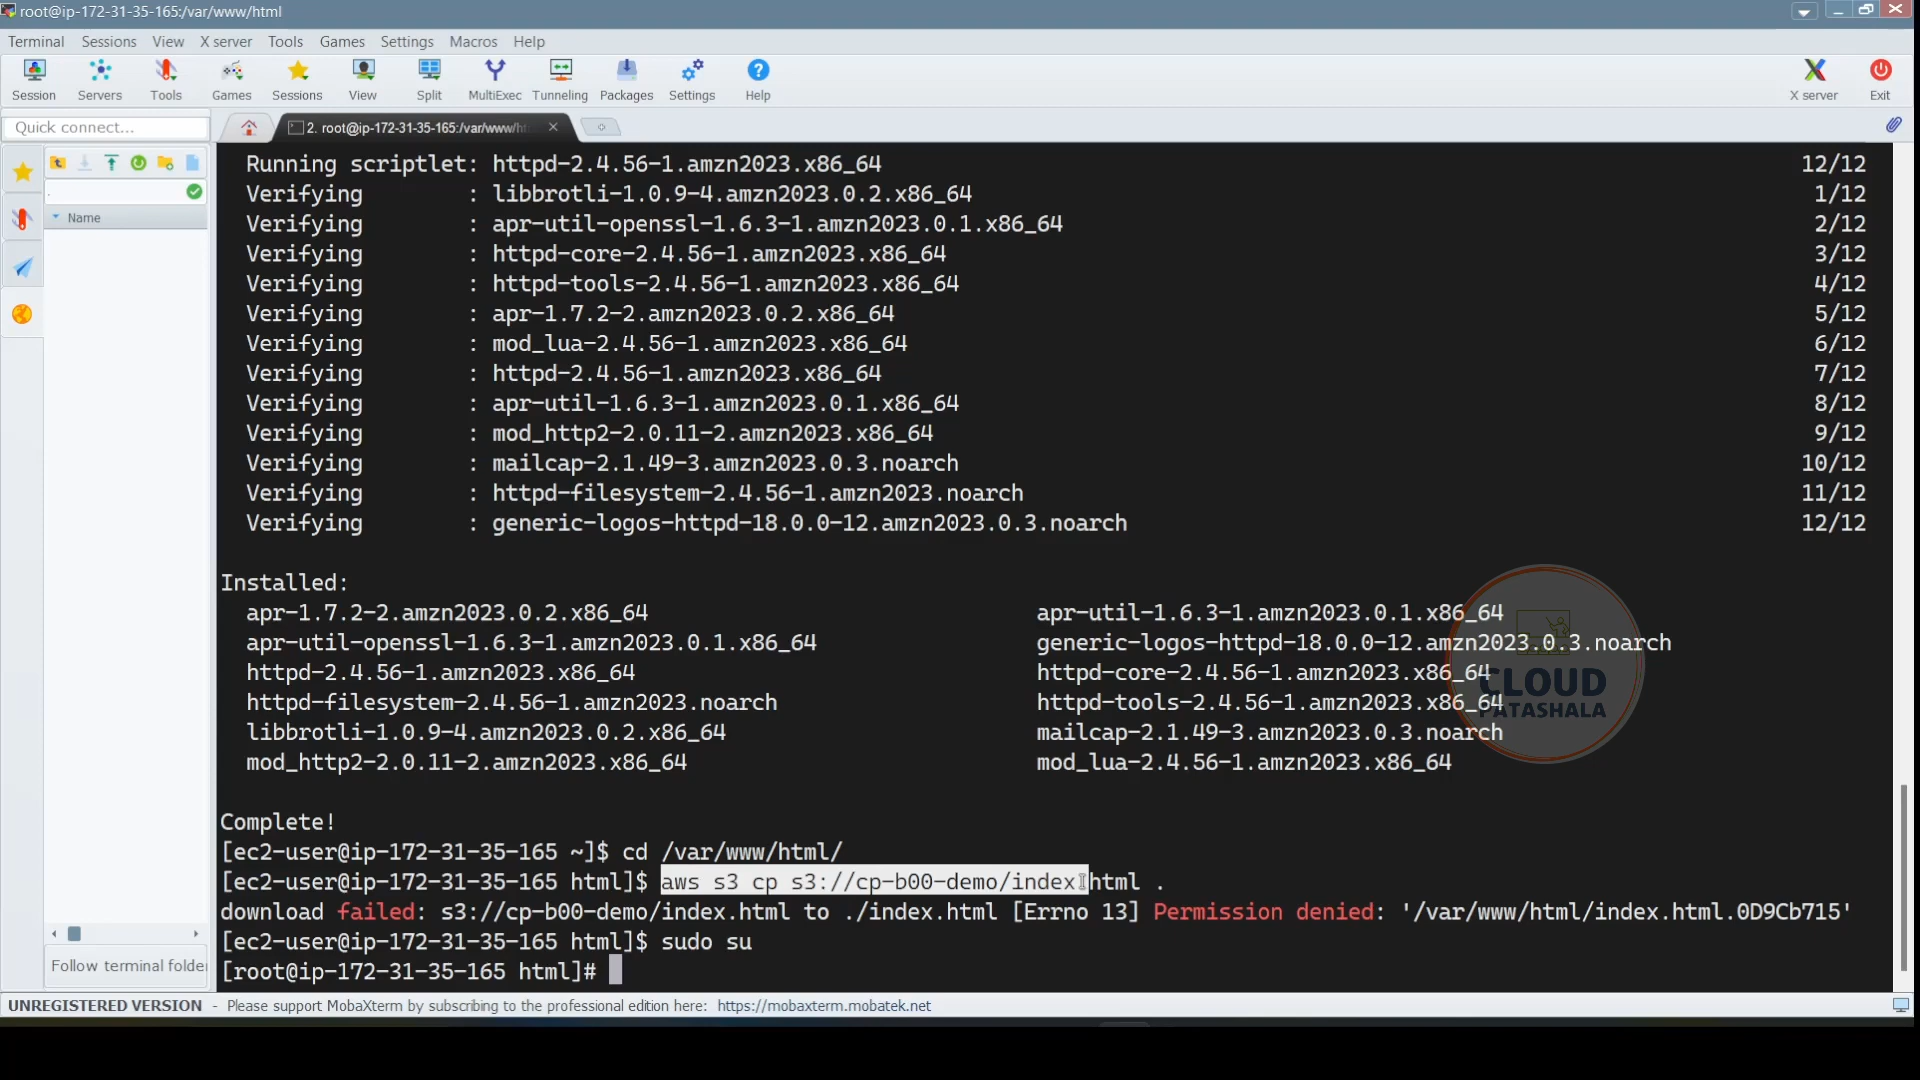 root@ip-172-31-35-165:/var/www/html
Terminal Sessions View X server Tools Games Settings Macros Help
Session Servers Tools Games Sessions View Split MultiExec Tunneling Packages Settings Help X server Exit
Quick connect...
2. root@ip-172-31-35-165:/var/www/ht
Name
Running scriptlet: httpd-2.4.56-1.amzn2023.x86_64 12/12
Verifying : libbrotli-1.0.9-4.amzn2023.0.2.x86_64 1/12
Verifying : apr-util-openssl-1.6.3-1.amzn2023.0.1.x86_64 2/12
Verifying : httpd-core-2.4.56-1.amzn2023.x86_64 3/12
Verifying : httpd-tools-2.4.56-1.amzn2023.x86_64 4/12
Verifying : apr-1.7.2-2.amzn2023.0.2.x86_64 5/12
Verifying : mod_lua-2.4.56-1.amzn2023.x86_64 6/12
Verifying : httpd-2.4.56-1.amzn2023.x86_64 7/12
Verifying : apr-util-1.6.3-1.amzn2023.0.1.x86_64 8/12
Verifying : mod_http2-2.0.11-2.amzn2023.x86_64 9/12
Verifying : mailcap-2.1.49-3.amzn2023.0.3.noarch 10/12
Verifying : httpd-filesystem-2.4.56-1.amzn2023.noarch 11/12
Verifying : generic-logos-httpd-18.0.0-12.amzn2023.0.3.noarch 12/12
Installed:
apr-1.7.2-2.amzn2023.0.2.x86_64 apr-util-1.6.3-1.amzn2023.0.1.x86_64
apr-util-openssl-1.6.3-1.amzn2023.0.1.x86_64 generic-logos-httpd-18.0.0-12.amzn2023.0.3.noarch
httpd-2.4.56-1.amzn2023.x86_64 httpd-core-2.4.56-1.amzn2023.x86_64
httpd-filesystem-2.4.56-1.amzn2023.noarch httpd-tools-2.4.56-1.amzn2023.x86_64
libbrotli-1.0.9-4.amzn2023.0.2.x86_64 mailcap-2.1.49-3.amzn2023.0.3.noarch
mod_http2-2.0.11-2.amzn2023.x86_64 mod_lua-2.4.56-1.amzn2023.x86_64
CLOUD
PATASHALA
Complete!
[ec2-user@ip-172-31-35-165 ~]$ cd /var/www/html/
[ec2-user@ip-172-31-35-165 html]$ aws s3 cp s3://cp-b00-demo/index.html .
download failed: s3://cp-b00-demo/index.html to ./index.html [Errno 13] Permission denied: '/var/www/html/index.html.0D9Cb715'
[ec2-user@ip-172-31-35-165 html]$ sudo su
[root@ip-172-31-35-165 html]#
Follow terminal folder
UNREGISTERED VERSION - Please support MobaXterm by subscribing to the professional edition here: https://mobaxterm.mobatek.net